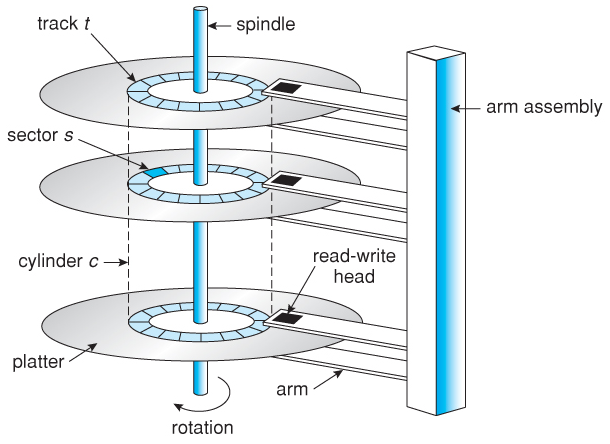 track t
spindle
arm assembly
sector s
cylinder c
read-write
head
platter
arm
rotation